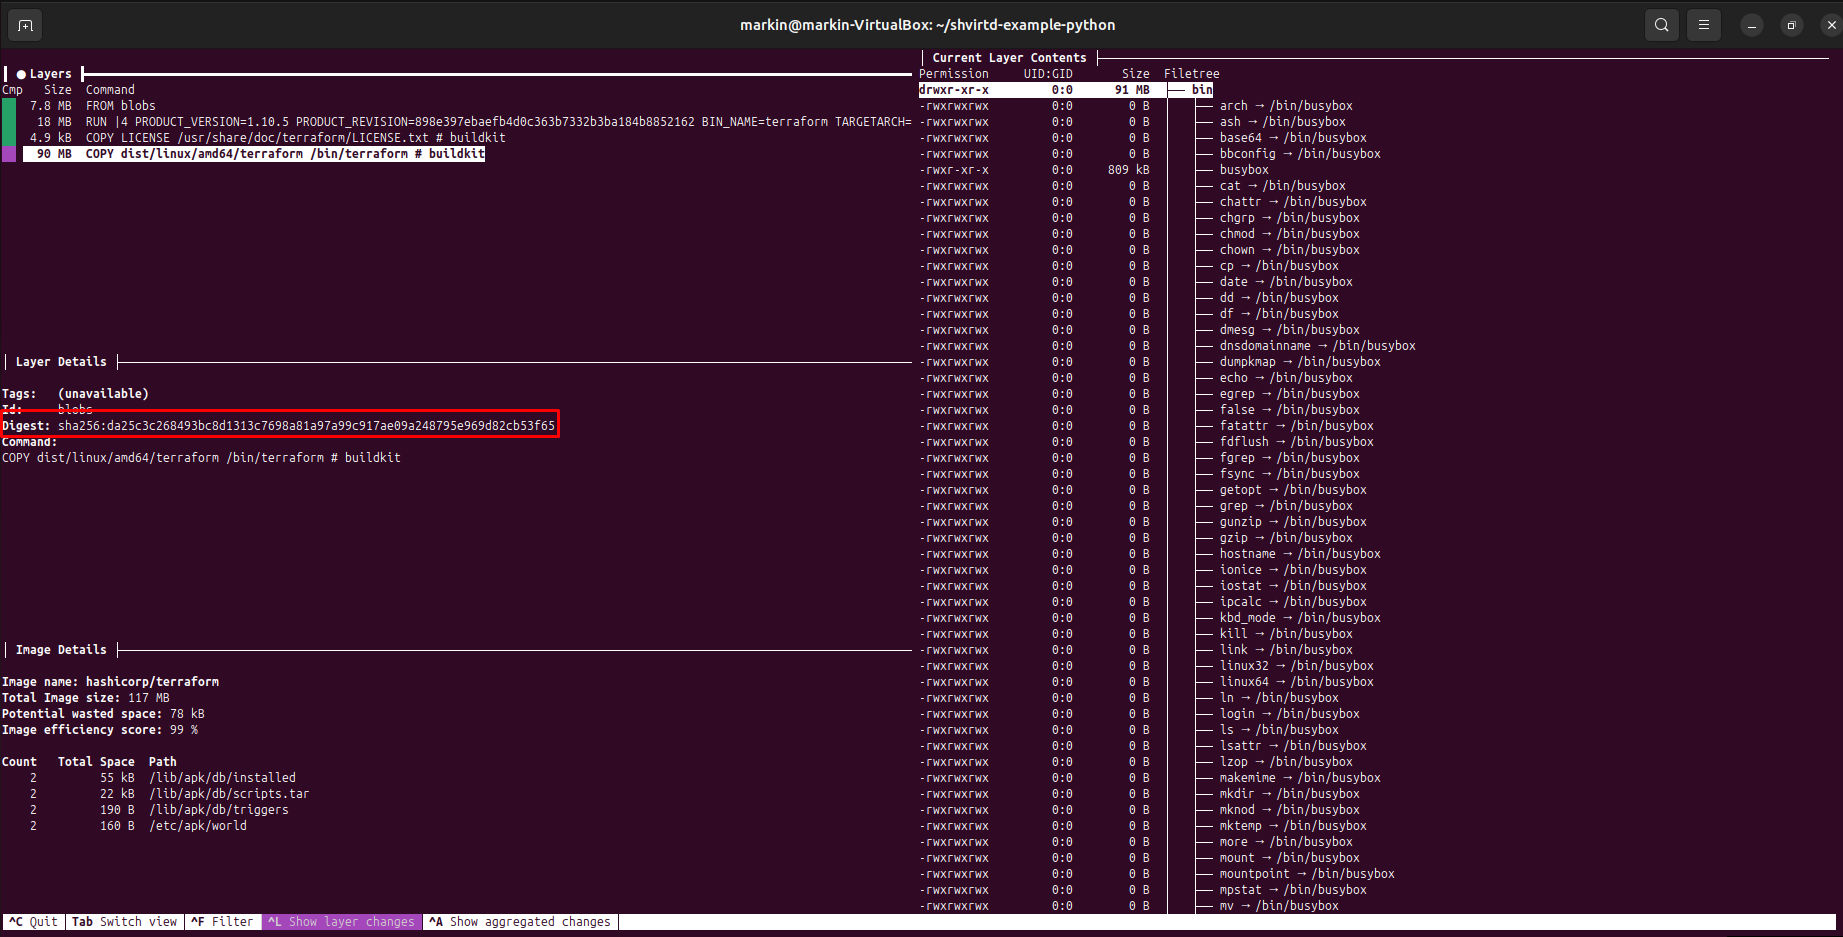 markin@markin-VirtualBox: ~/shvirtd-example-python
● Layers
Cmp Size Command
7.8 MB FROM blobs
18 MB RUN |4 PRODUCT_VERSION=1.10.5 PRODUCT_REVISION=898e397ebaefb4d0c363b7332b3ba184b8852162 BIN_NAME=terraform TARGETARCH=
4.9 kB COPY LICENSE /usr/share/doc/terraform/LICENSE.txt # buildkit
90 MB COPY dist/linux/amd64/terraform /bin/terraform # buildkit
Layer Details
Tags: (unavailable)
Id: blobs
Digest: sha256:da25c3c268493bc8d1313c7698a81a97a99c917ae09a248795e969d82cb53f65
Command:
COPY dist/linux/amd64/terraform /bin/terraform # buildkit
Image Details
Image name: hashicorp/terraform
Total Image size: 117 MB
Potential wasted space: 78 kB
Image efficiency score: 99 %
Count Total Space Path
2 55 kB /lib/apk/db/installed
2 22 kB /lib/apk/db/scripts.tar
2 190 B /lib/apk/db/triggers
2 160 B /etc/apk/world
Current Layer Contents
Permission UID:GID Size Filetree
drwxr-xr-x 0:0 91 MB ├── bin
-rwxrwxrwx 0:0 0 B ├── arch → /bin/busybox
-rwxrwxrwx 0:0 0 B ├── ash → /bin/busybox
-rwxrwxrwx 0:0 0 B ├── base64 → /bin/busybox
-rwxrwxrwx 0:0 0 B ├── bbconfig → /bin/busybox
-rwxr-xr-x 0:0 809 kB ├── busybox
-rwxrwxrwx 0:0 0 B ├── cat → /bin/busybox
-rwxrwxrwx 0:0 0 B ├── chattr → /bin/busybox
-rwxrwxrwx 0:0 0 B ├── chgrp → /bin/busybox
-rwxrwxrwx 0:0 0 B ├── chmod → /bin/busybox
-rwxrwxrwx 0:0 0 B ├── chown → /bin/busybox
-rwxrwxrwx 0:0 0 B ├── cp → /bin/busybox
-rwxrwxrwx 0:0 0 B ├── date → /bin/busybox
-rwxrwxrwx 0:0 0 B ├── dd → /bin/busybox
-rwxrwxrwx 0:0 0 B ├── df → /bin/busybox
-rwxrwxrwx 0:0 0 B ├── dmesg → /bin/busybox
-rwxrwxrwx 0:0 0 B ├── dnsdomainname → /bin/busybox
-rwxrwxrwx 0:0 0 B ├── dumpkmap → /bin/busybox
-rwxrwxrwx 0:0 0 B ├── echo → /bin/busybox
-rwxrwxrwx 0:0 0 B ├── egrep → /bin/busybox
-rwxrwxrwx 0:0 0 B ├── false → /bin/busybox
-rwxrwxrwx 0:0 0 B ├── fatattr → /bin/busybox
-rwxrwxrwx 0:0 0 B ├── fdflush → /bin/busybox
-rwxrwxrwx 0:0 0 B ├── fgrep → /bin/busybox
-rwxrwxrwx 0:0 0 B ├── fsync → /bin/busybox
-rwxrwxrwx 0:0 0 B ├── getopt → /bin/busybox
-rwxrwxrwx 0:0 0 B ├── grep → /bin/busybox
-rwxrwxrwx 0:0 0 B ├── gunzip → /bin/busybox
-rwxrwxrwx 0:0 0 B ├── gzip → /bin/busybox
-rwxrwxrwx 0:0 0 B ├── hostname → /bin/busybox
-rwxrwxrwx 0:0 0 B ├── ionice → /bin/busybox
-rwxrwxrwx 0:0 0 B ├── iostat → /bin/busybox
-rwxrwxrwx 0:0 0 B ├── ipcalc → /bin/busybox
-rwxrwxrwx 0:0 0 B ├── kbd_mode → /bin/busybox
-rwxrwxrwx 0:0 0 B ├── kill → /bin/busybox
-rwxrwxrwx 0:0 0 B ├── link → /bin/busybox
-rwxrwxrwx 0:0 0 B ├── linux32 → /bin/busybox
-rwxrwxrwx 0:0 0 B ├── linux64 → /bin/busybox
-rwxrwxrwx 0:0 0 B ├── ln → /bin/busybox
-rwxrwxrwx 0:0 0 B ├── login → /bin/busybox
-rwxrwxrwx 0:0 0 B ├── ls → /bin/busybox
-rwxrwxrwx 0:0 0 B ├── lsattr → /bin/busybox
-rwxrwxrwx 0:0 0 B ├── lzop → /bin/busybox
-rwxrwxrwx 0:0 0 B ├── makemime → /bin/busybox
-rwxrwxrwx 0:0 0 B ├── mkdir → /bin/busybox
-rwxrwxrwx 0:0 0 B ├── mknod → /bin/busybox
-rwxrwxrwx 0:0 0 B ├── mktemp → /bin/busybox
-rwxrwxrwx 0:0 0 B ├── more → /bin/busybox
-rwxrwxrwx 0:0 0 B ├── mount → /bin/busybox
-rwxrwxrwx 0:0 0 B ├── mountpoint → /bin/busybox
-rwxrwxrwx 0:0 0 B ├── mpstat → /bin/busybox
-rwxrwxrwx 0:0 0 B ├── mv → /bin/busybox
^C Quit Tab Switch view ^F Filter ^L Show layer changes ^A Show aggregated changes